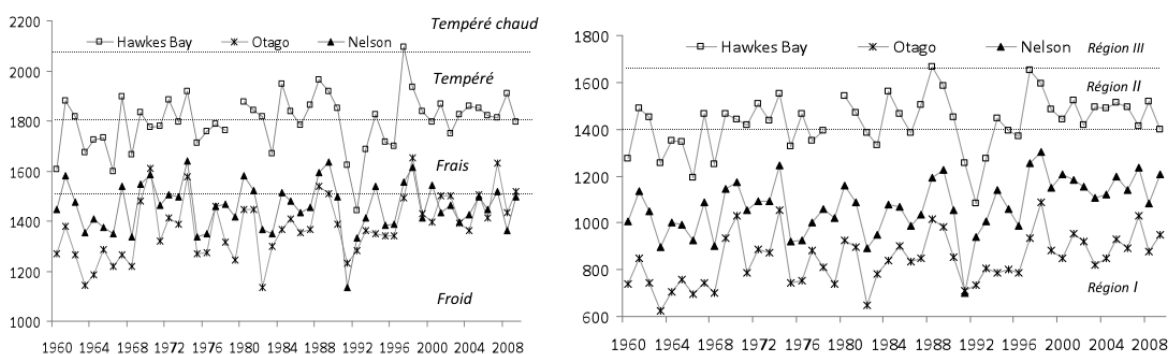 2200
2000
1800
1600
1400
1200
1000
Tempéré chaud
Hawkes Bay Otago Nelson
Tempéré
Frais
Froid
1960 1964 1968 1972 1976 1980 1984 1988 1992 1996 2000 2004 2008
1800
1600
1400
1200
1000
800
600
Hawkes Bay Otago Nelson
Région III
Région II
Région I
1960 1964 1968 1972 1976 1980 1984 1988 1992 1996 2000 2004 2008